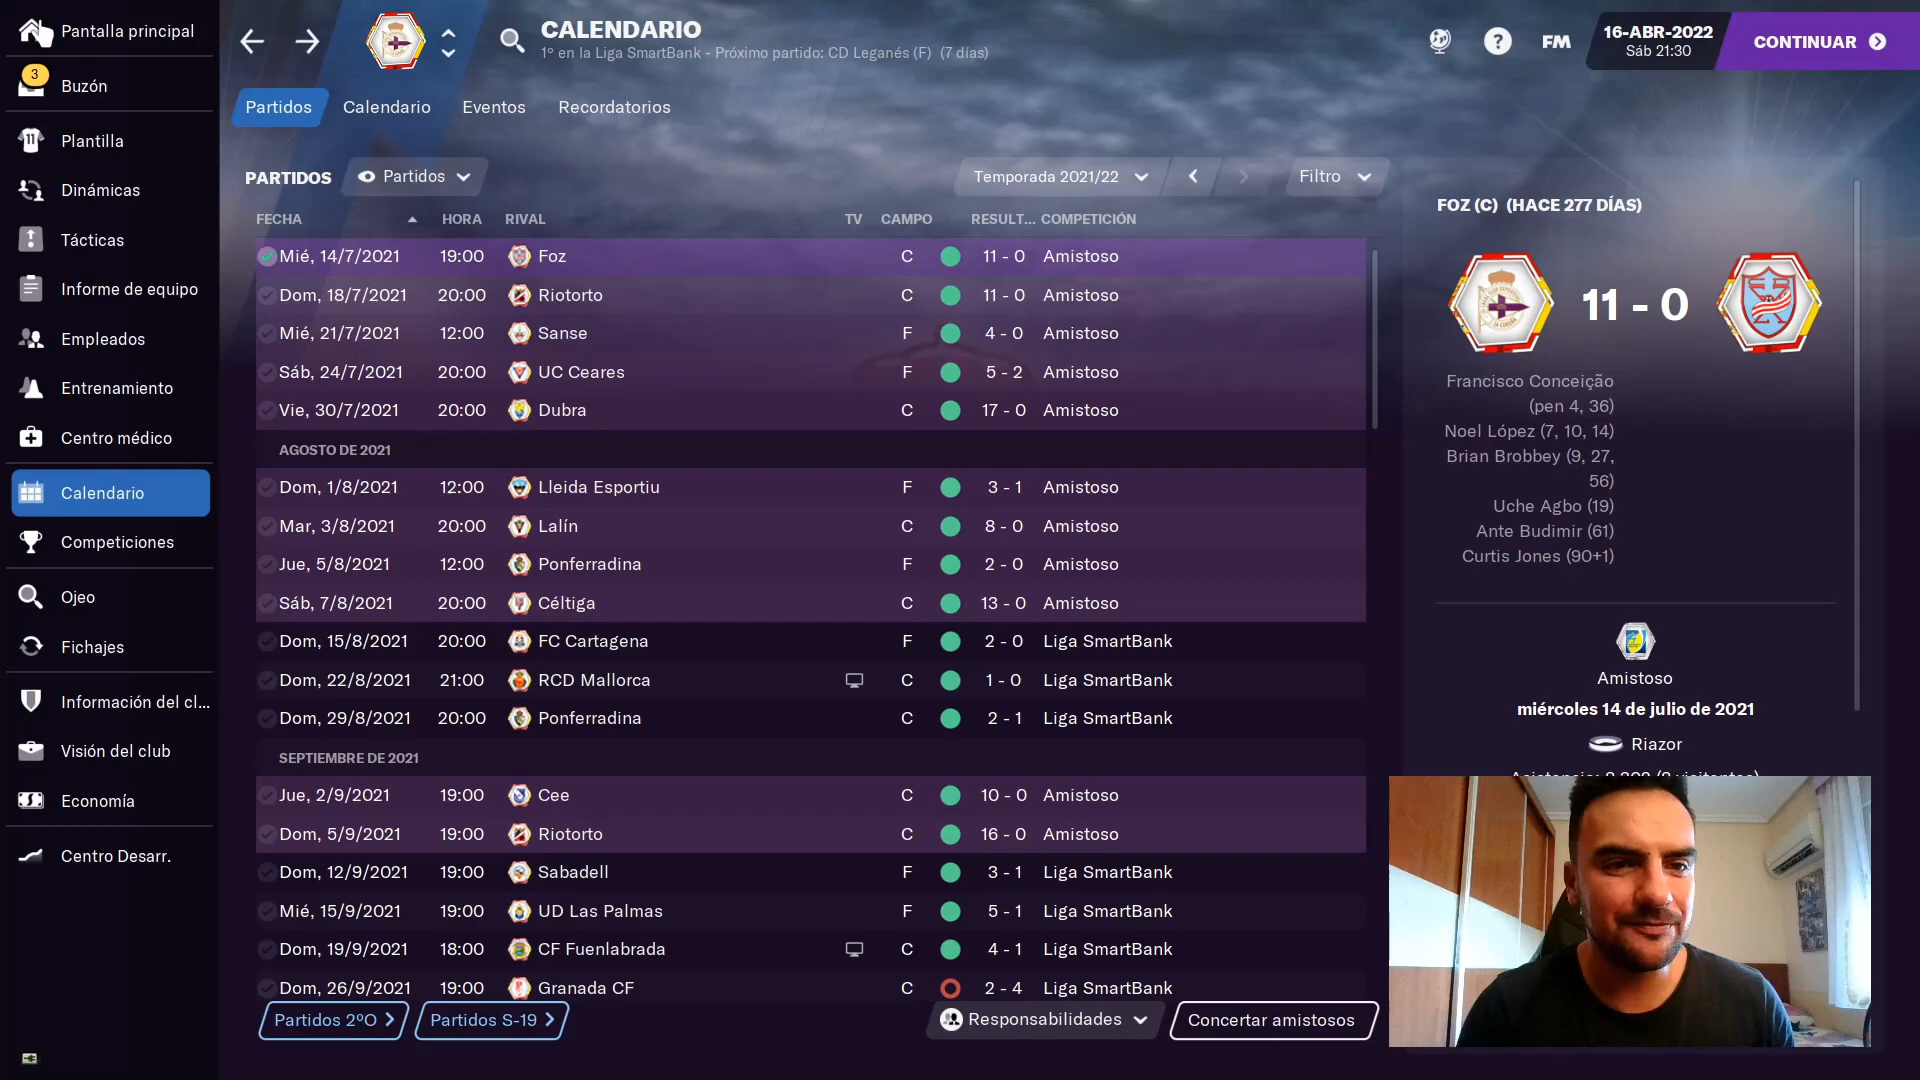 Pantalla principal
3
Buzón
Plantilla
Dinámicas
Tácticas
Informe de equipo
Empleados
Entrenamiento
Centro médico
Calendario
Competiciones
Ojeo
Fichajes
Información del cl...
Visión del club
Economía
Centro Desarr.
CALENDARIO
1º en la Liga SmartBank - Próximo partido: CD Leganés (F) (7 días)
FM
16-ABR-2022
Sáb 21:30
CONTINUAR
Partidos Calendario Eventos Recordatorios
PARTIDOS Partidos Temporada 2021/22 Filtro
FECHA HORA RIVAL TV CAMPO RESULT... COMPETICIÓN
Mié, 14/7/2021 19:00 Foz C 11 - 0 Amistoso
Dom, 18/7/2021 20:00 Riotorto C 11 - 0 Amistoso
Mié, 21/7/2021 12:00 Sanse F 4 - 0 Amistoso
Sáb, 24/7/2021 20:00 UC Ceares F 5 - 2 Amistoso
Vie, 30/7/2021 20:00 Dubra C 17 - 0 Amistoso
AGOSTO DE 2021
Dom, 1/8/2021 12:00 Lleida Esportiu F 3 - 1 Amistoso
Mar, 3/8/2021 20:00 Lalín C 8 - 0 Amistoso
Jue, 5/8/2021 12:00 Ponferradina F 2 - 0 Amistoso
Sáb, 7/8/2021 20:00 Céltiga C 13 - 0 Amistoso
Dom, 15/8/2021 20:00 FC Cartagena F 2 - 0 Liga SmartBank
Dom, 22/8/2021 21:00 RCD Mallorca C 1 - 0 Liga SmartBank
Dom, 29/8/2021 20:00 Ponferradina C 2 - 1 Liga SmartBank
SEPTIEMBRE DE 2021
Jue, 2/9/2021 19:00 Cee C 10 - 0 Amistoso
Dom, 5/9/2021 19:00 Riotorto C 16 - 0 Amistoso
Dom, 12/9/2021 19:00 Sabadell F 3 - 1 Liga SmartBank
Mié, 15/9/2021 19:00 UD Las Palmas F 5 - 1 Liga SmartBank
Dom, 19/9/2021 18:00 CF Fuenlabrada C 4 - 1 Liga SmartBank
Dom, 26/9/2021 19:00 Granada CF C 2 - 4 Liga SmartBank
Partidos 2ºO Partidos S-19 Responsabilidades Concertar amistosos
FOZ (C) (HACE 277 DÍAS)
11 - 0
Francisco Conceição
(pen 4, 36)
Noel López (7, 10, 14)
Brian Brobbey (9, 27,
56)
Uche Agbo (19)
Ante Budimir (61)
Curtis Jones (90+1)
Amistoso
miércoles 14 de julio de 2021
Riazor